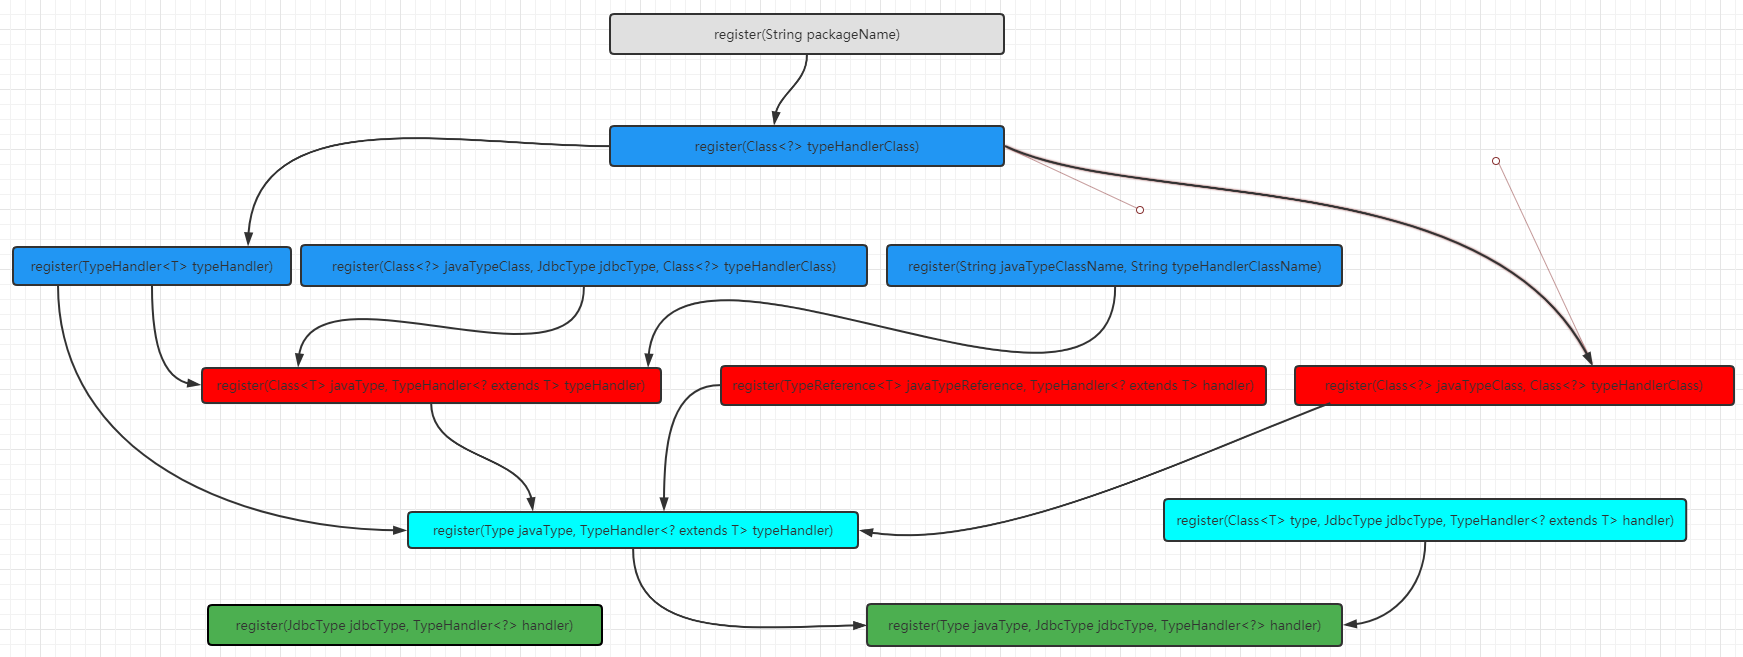 register(String packageName)
register(Class<?> typeHandlerClass)
register(TypeHandler<T> typeHandler)
register(Class<?> javaTypeClass, JdbcType jdbcType, Class<?> typeHandlerClass)
register(String javaTypeClassName, String typeHandlerClassName)
register(Class<T> javaType, TypeHandler<? extends T> typeHandler)
register(TypeReference<T> javaTypeReference, TypeHandler<? extends T> handler)
register(Class<?> javaTypeClass, Class<?> typeHandlerClass)
register(Type javaType, TypeHandler<? extends T> typeHandler)
register(Class<T> type, JdbcType jdbcType, TypeHandler<? extends T> handler)
register(JdbcType jdbcType, TypeHandler<?> handler)
register(Type javaType, JdbcType jdbcType, TypeHandler<?> handler)